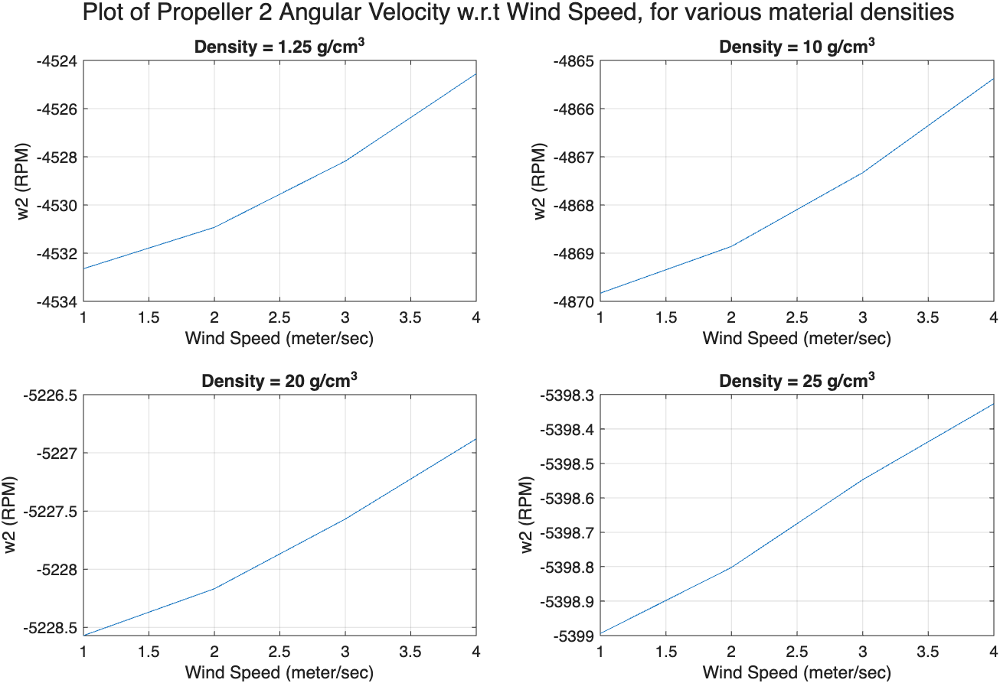 Plot of Propeller 2 Angular Velocity w.r.t Wind Speed, for various material densities
Density = 1.25 g/cm³
-4524
-4526
-4528
-4530
-4532
-4534
w2 (RPM)
1 1.5 2 2.5 3 3.5 4
Wind Speed (meter/sec)
Density = 10 g/cm³
-4865
-4866
-4867
-4868
-4869
-4870
w2 (RPM)
1 1.5 2 2.5 3 3.5 4
Wind Speed (meter/sec)
Density = 20 g/cm³
-5226.5
-5227
-5227.5
-5228
-5228.5
w2 (RPM)
1 1.5 2 2.5 3 3.5 4
Wind Speed (meter/sec)
Density = 25 g/cm³
-5398.3
-5398.4
-5398.5
-5398.6
-5398.7
-5398.8
-5398.9
-5399
w2 (RPM)
1 1.5 2 2.5 3 3.5 4
Wind Speed (meter/sec)